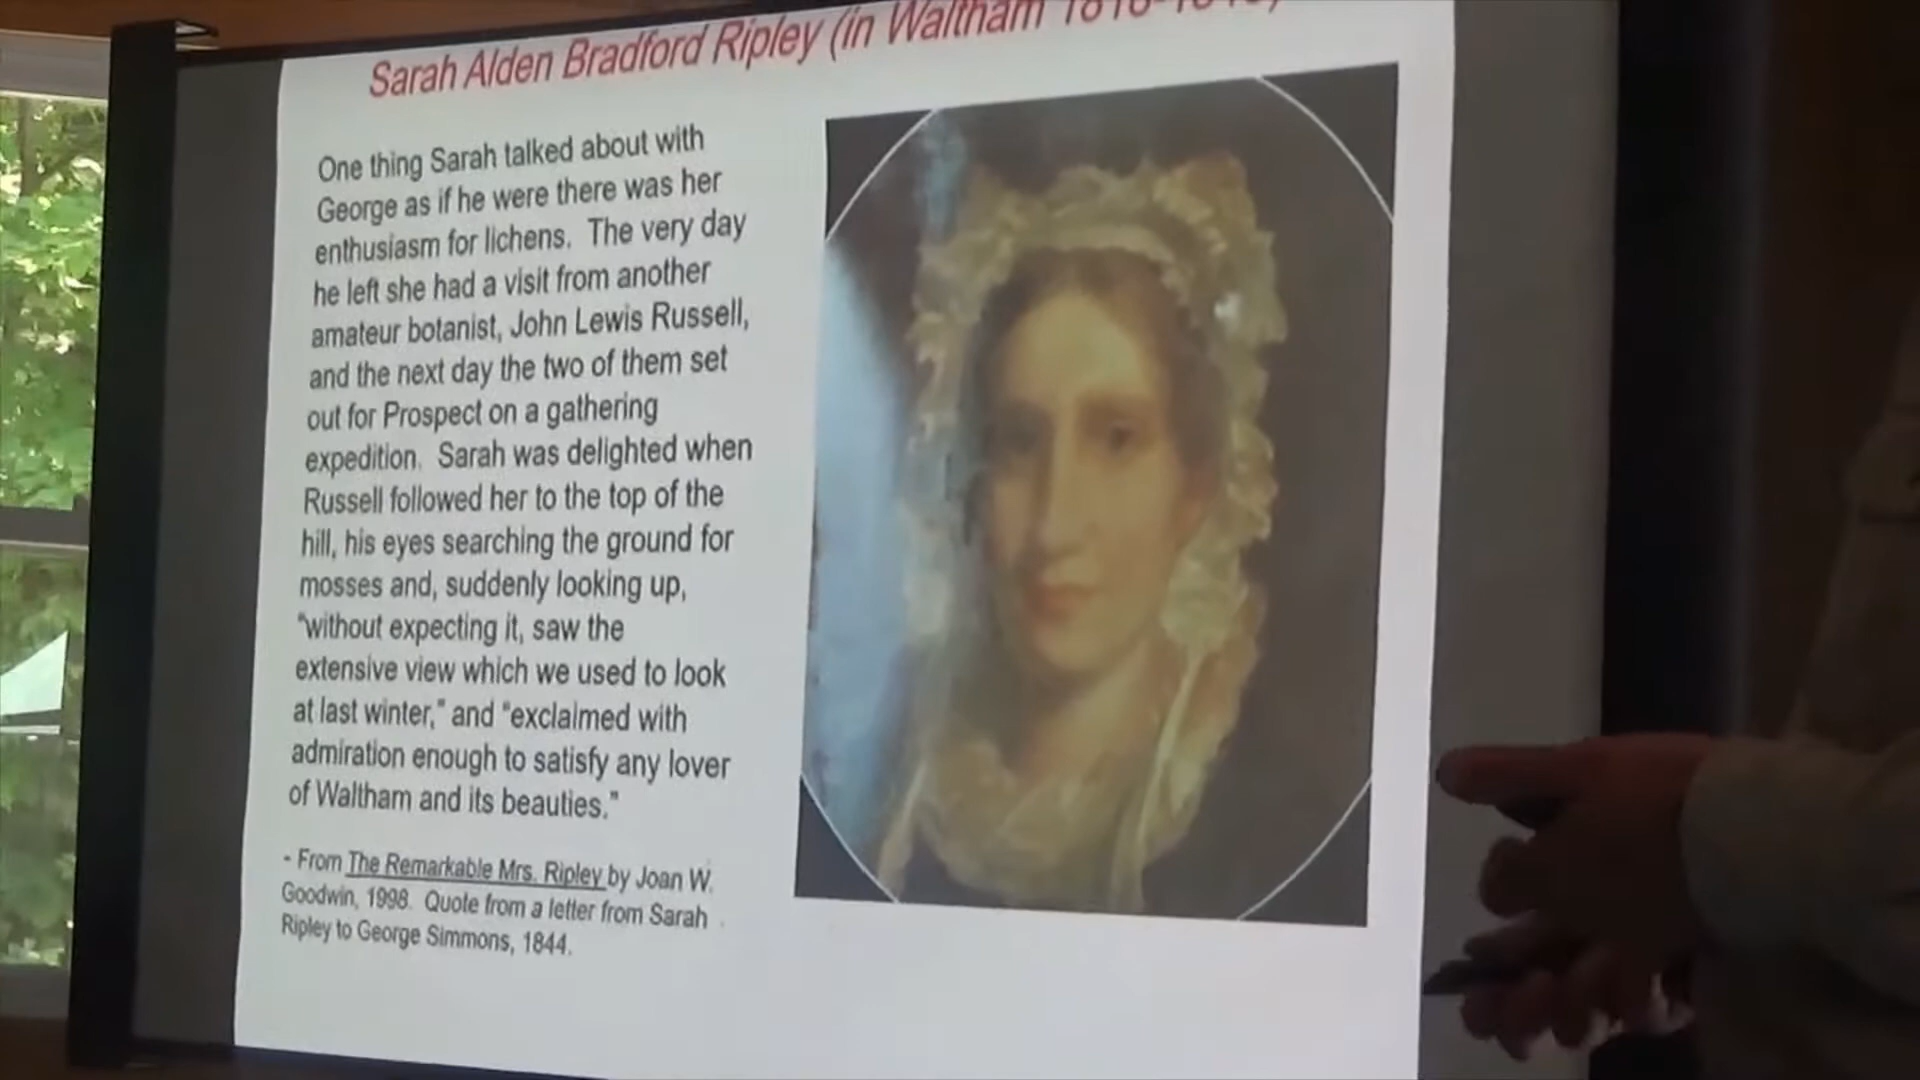 Sarah Alden Bradford Ripley (in Waltham
One thing Sarah talked about with
George as if he were there was her
enthusiasm for lichens. The very day
he left she had a visit from another
amateur botanist, John Lewis Russell,
and the next day the two of them set
out for Prospect on a gathering
expedition. Sarah was delighted when
Russell followed her to the top of the
hill, his eyes searching the ground for
mosses and, suddenly looking up,
"without expecting it, saw the
extensive view which we used to look
at last winter," and "exclaimed with
admiration enough to satisfy any lover
of Waltham and its beauties."
- From The Remarkable Mrs. Ripley by Joan W.
Goodwin, 1998. Quote from a letter from Sarah
Ripley to George Simmons, 1844.